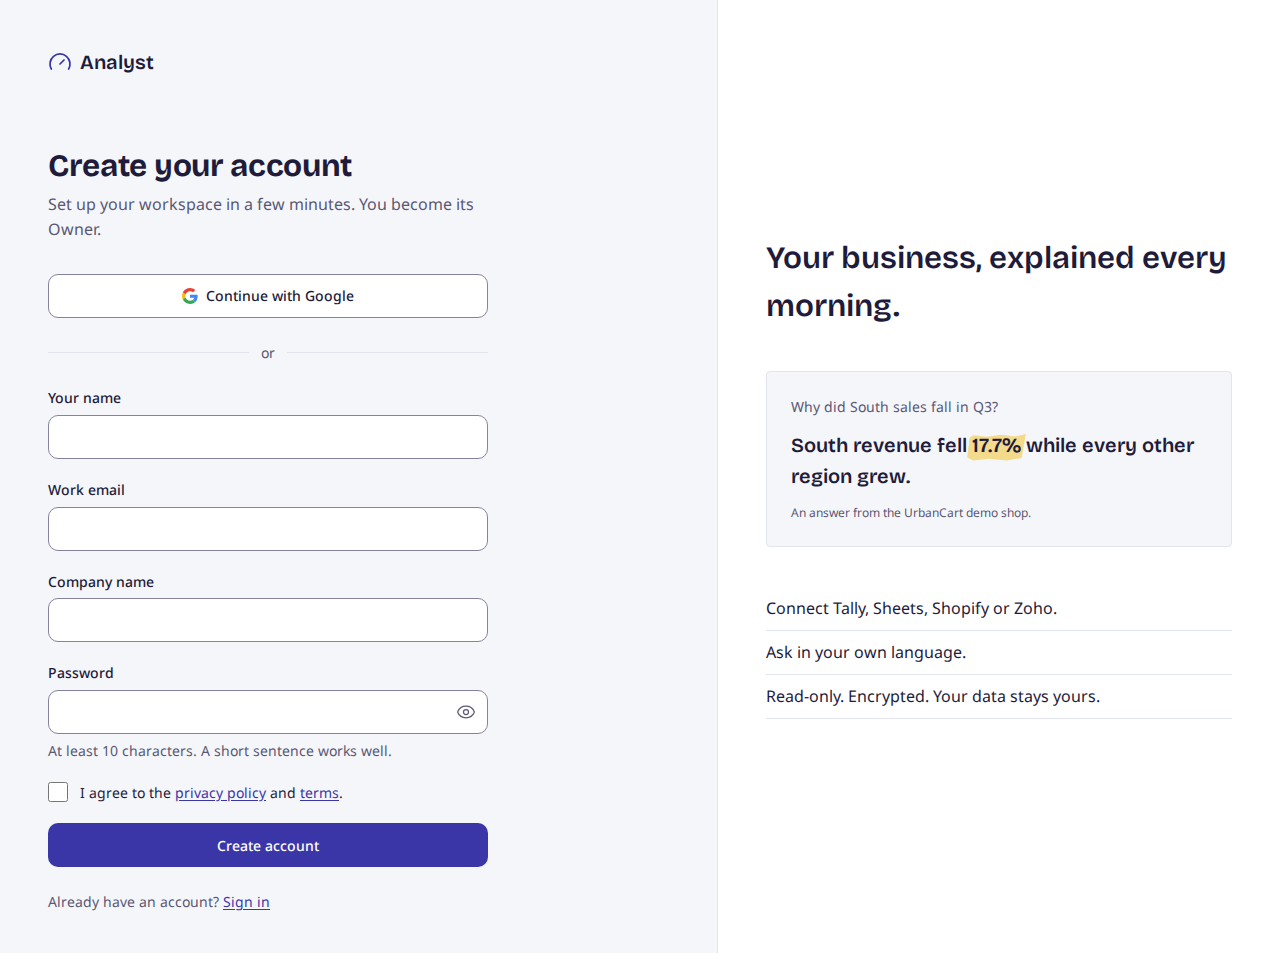 Analyst
Create your account
Set up your workspace in a few minutes. You become its
Owner.
Continue with Google
or
Your name
Work email
Company name
Password
At least 10 characters. A short sentence works well.
I agree to the privacy policy and terms.
Create account
Already have an account? Sign in
Your business, explained every
morning.
Why did South sales fall in Q3?
South revenue fell 17.7% while every other
region grew.
An answer from the UrbanCart demo shop.
Connect Tally, Sheets, Shopify or Zoho.
Ask in your own language.
Read-only. Encrypted. Your data stays yours.